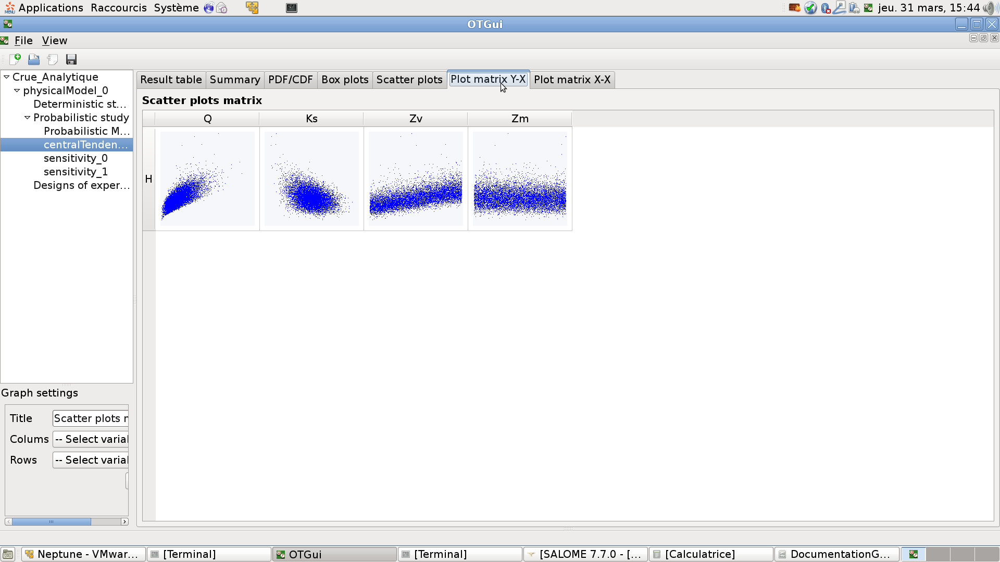 Applications Raccourcis Système jeu. 31 mars, 15:44
OTGui
File View
Crue_Analytique
physicalModel_0
Deterministic st...
Probabilistic study
Probabilistic M...
centralTenden...
sensitivity_0
sensitivity_1
Designs of exper...
Result table Summary PDF/CDF Box plots Scatter plots Plot matrix Y-X Plot matrix X-X
Scatter plots matrix
Q Ks Zv Zm
H
Graph settings
Title Scatter plots
Colums -- Select varial
Rows -- Select varial
Neptune - VMwar... [Terminal] OTGui [Terminal] [SALOME 7.7.0 - [... [Calculatrice] DocumentationG...